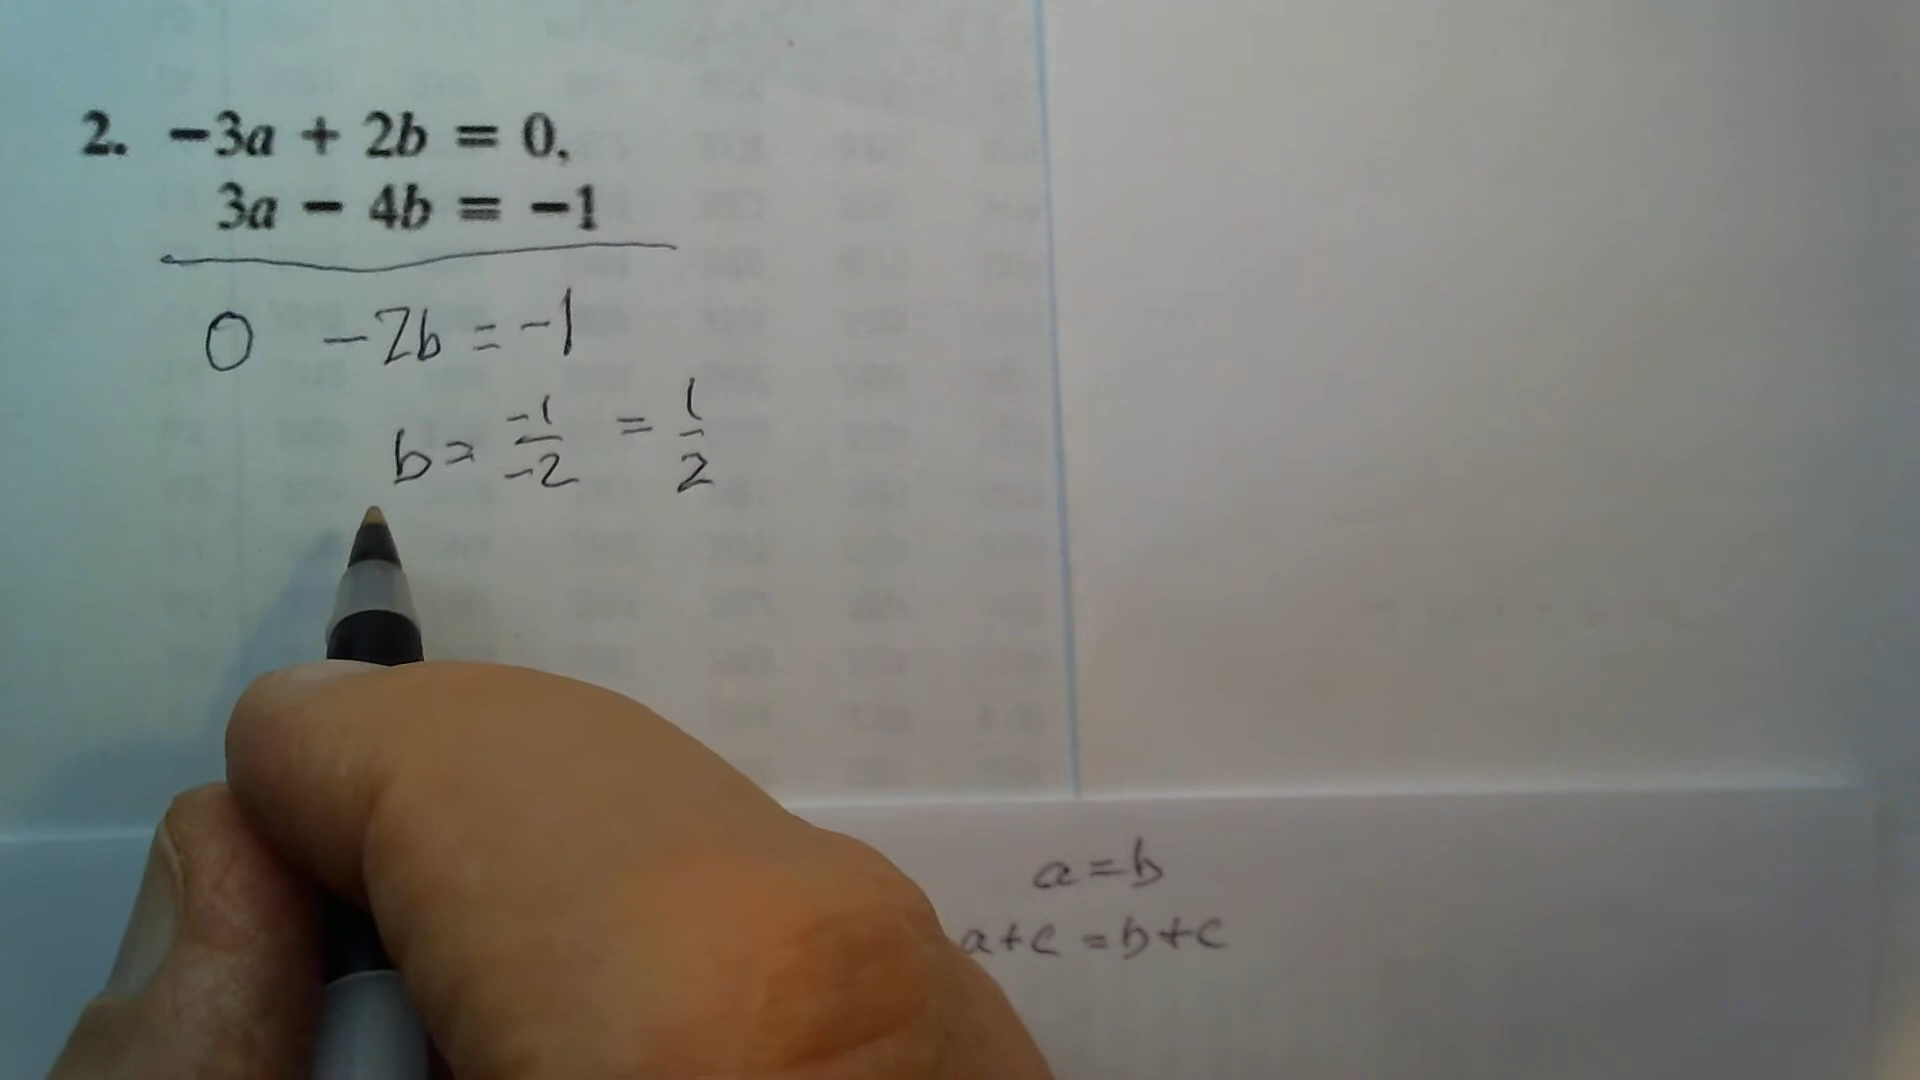 2. -3a + 2b = 0,
3a - 4b = -1
0 -2b = -1
b = -1/-2 = 1/2
a = b
a + c = b + c